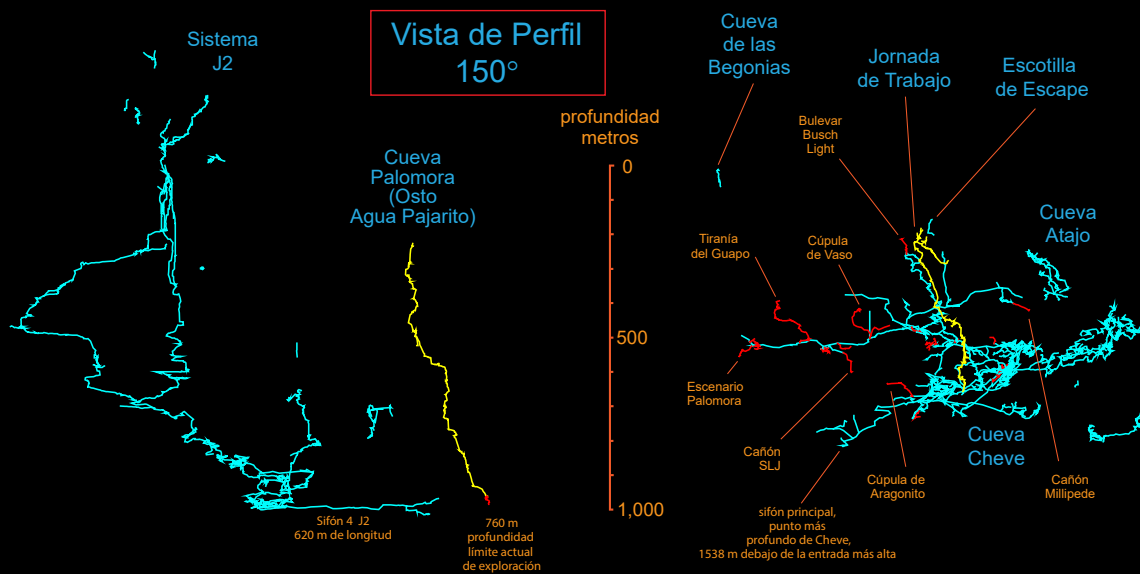 Sistema
J2
Vista de Perfil
150°
Cueva
de las
Begonias
Jornada
de Trabajo
Escotilla
de Escape
profundidad
metros
0
500
1,000
Cueva
Palomora
(Osto
Agua Pajarito)
Bulevar
Busch
Light
Cueva
Atajo
Tiranía
del Guapo
Cúpula
de Vaso
Escenario
Palomora
Cañón
SLJ
Cúpula de
Aragonito
Cueva
Cheve
Cañón
Millipede
Sifón 4 J2
620 m de longitud
760 m
profundidad
límite actual
de exploración
sifón principal,
punto más
profundo de Cheve,
1538 m debajo de la entrada más alta